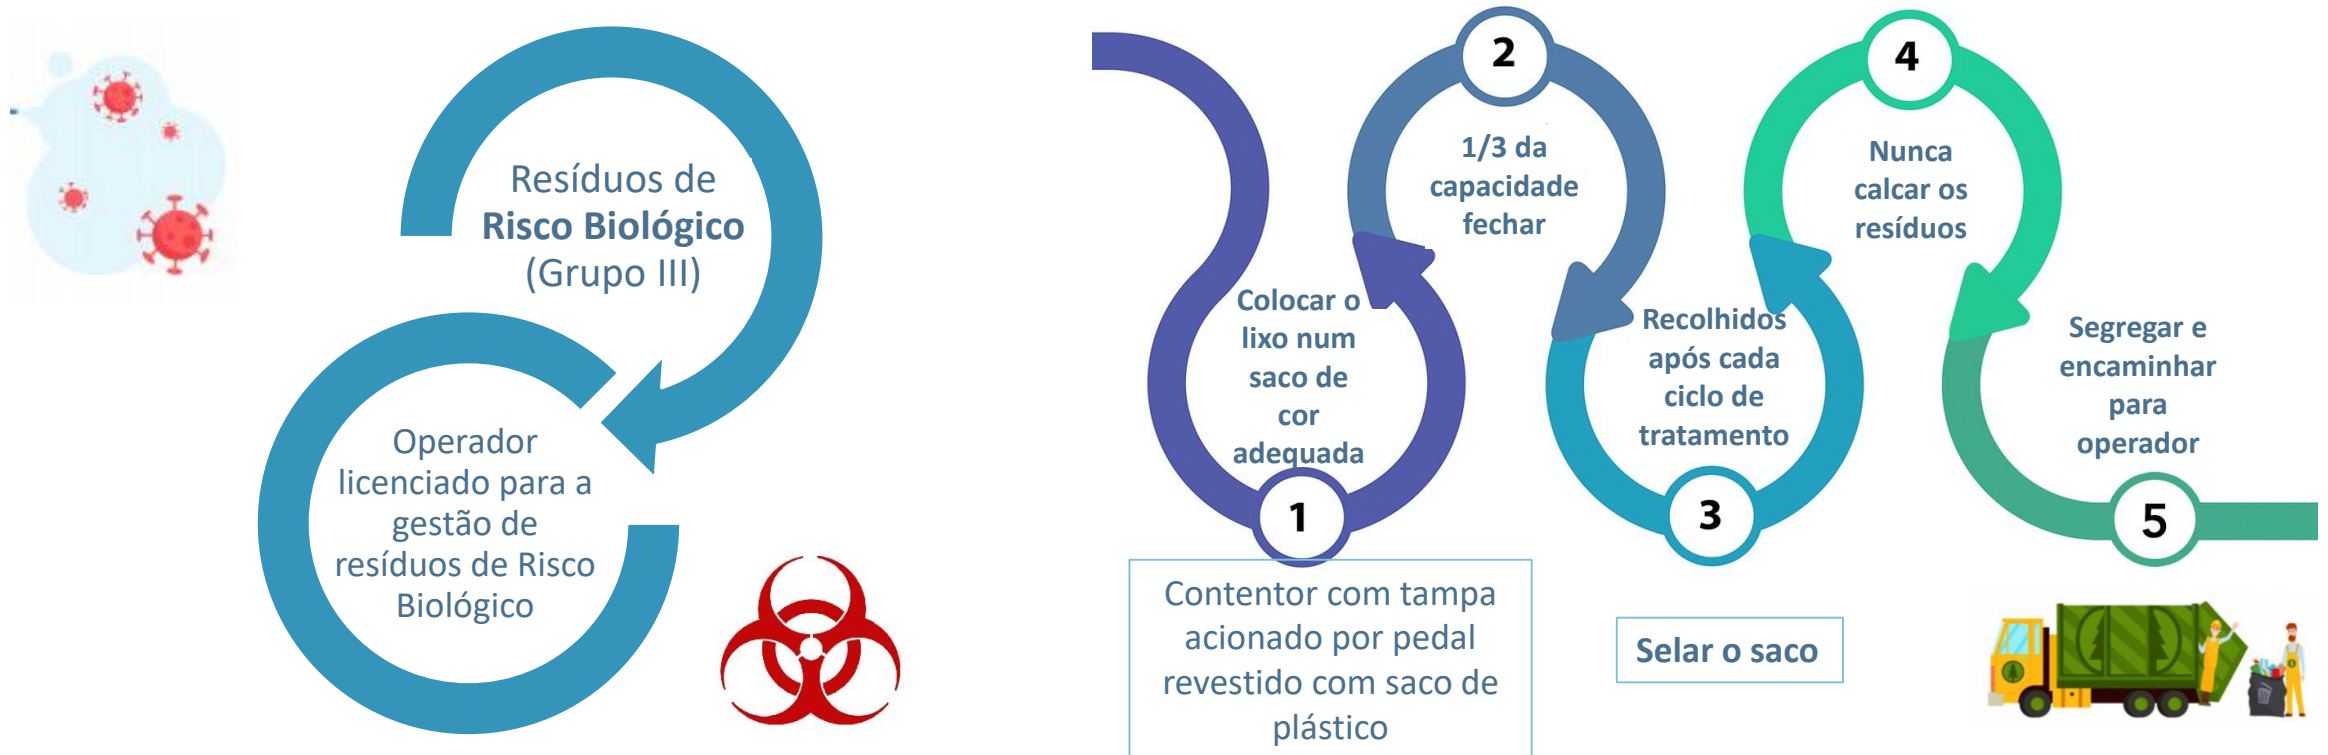 Resíduos de
Risco Biológico
(Grupo III)
Operador
licenciado para a
gestão de
resíduos de Risco
Biológico
1
Colocar o
lixo num
saco de
cor
adequada
Contentor com tampa
acionado por pedal
revestido com saco de
plástico
2
1/3 da
capacidade
fechar
3
Recolhidos
após cada
ciclo de
tratamento
Selar o saco
4
Nunca
calcar os
resíduos
5
Segregar e
encaminhar
para
operador